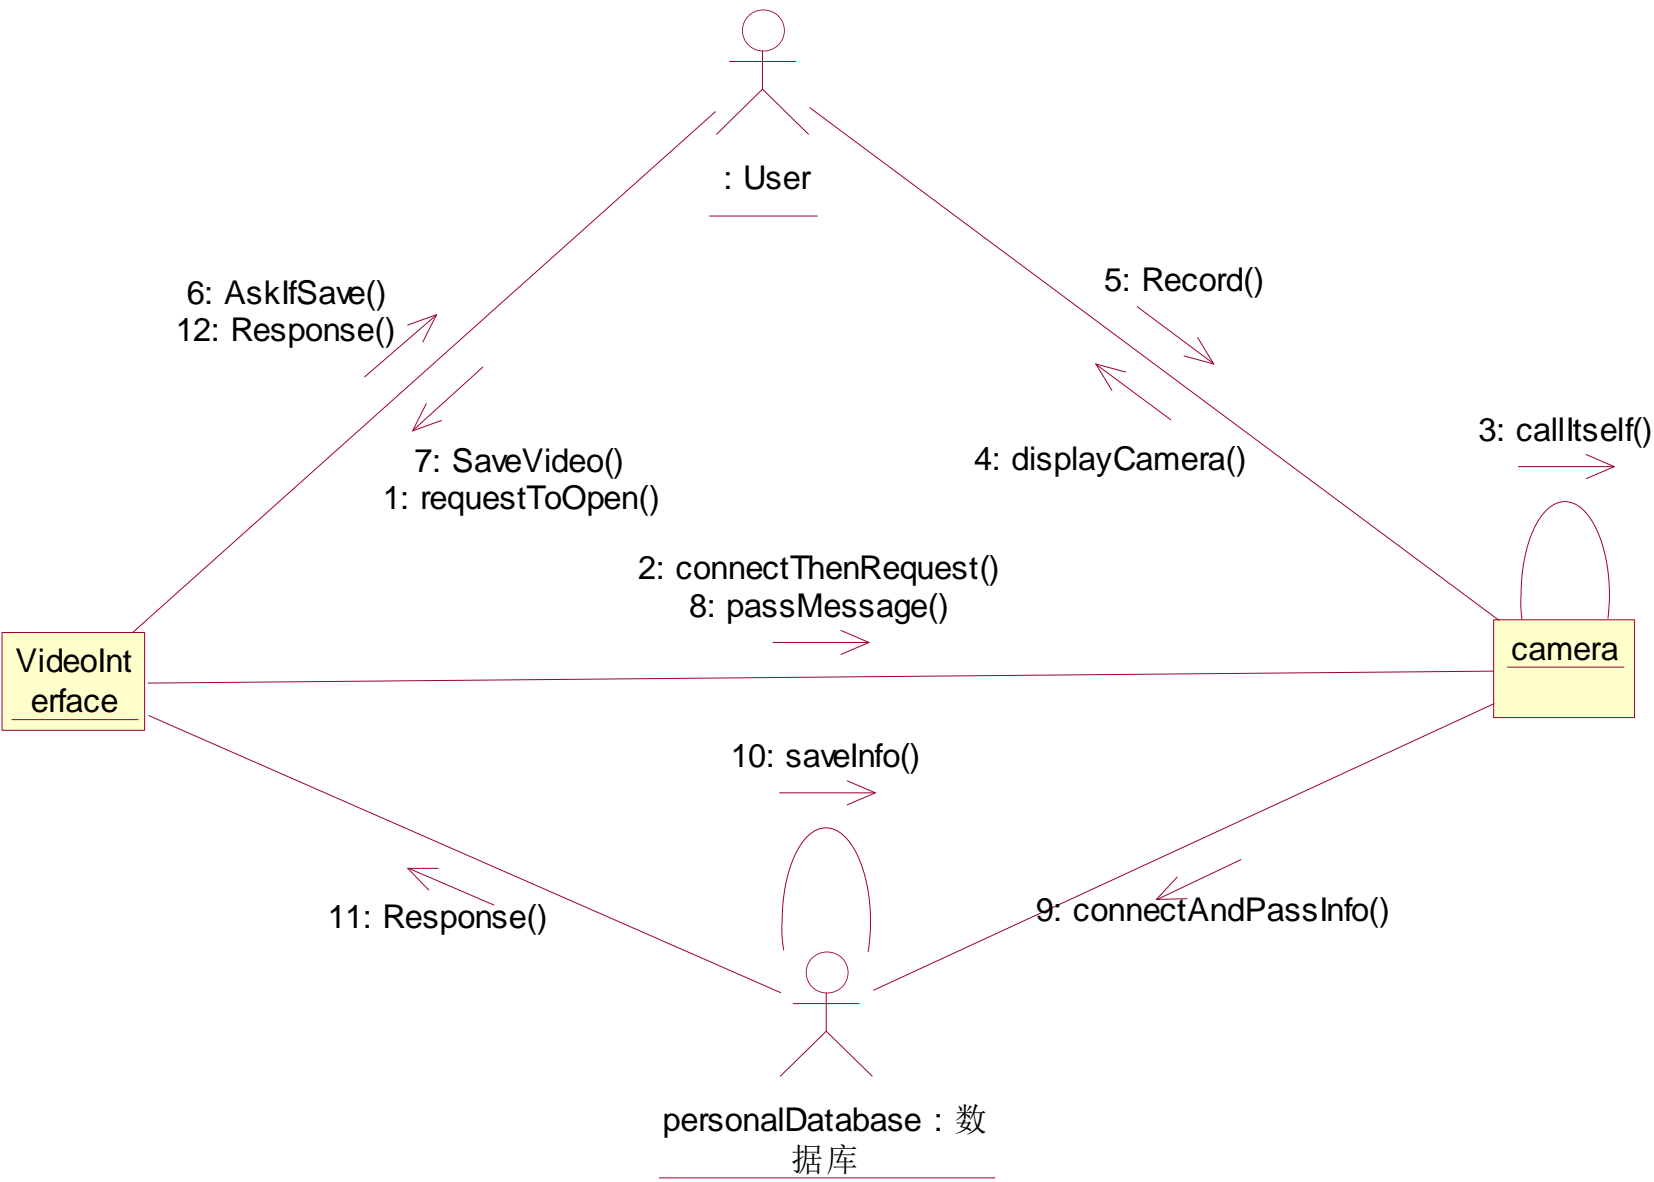 : User
5: Record()
6: AskIfSave()
12: Response()
3: callItself()
4: displayCamera()
7: SaveVideo()
1: requestToOpen()
2: connectThenRequest()
8: passMessage()
VideoInt
erface
camera
10: saveInfo()
11: Response()
9: connectAndPassInfo()
personalDatabase : 数
据库